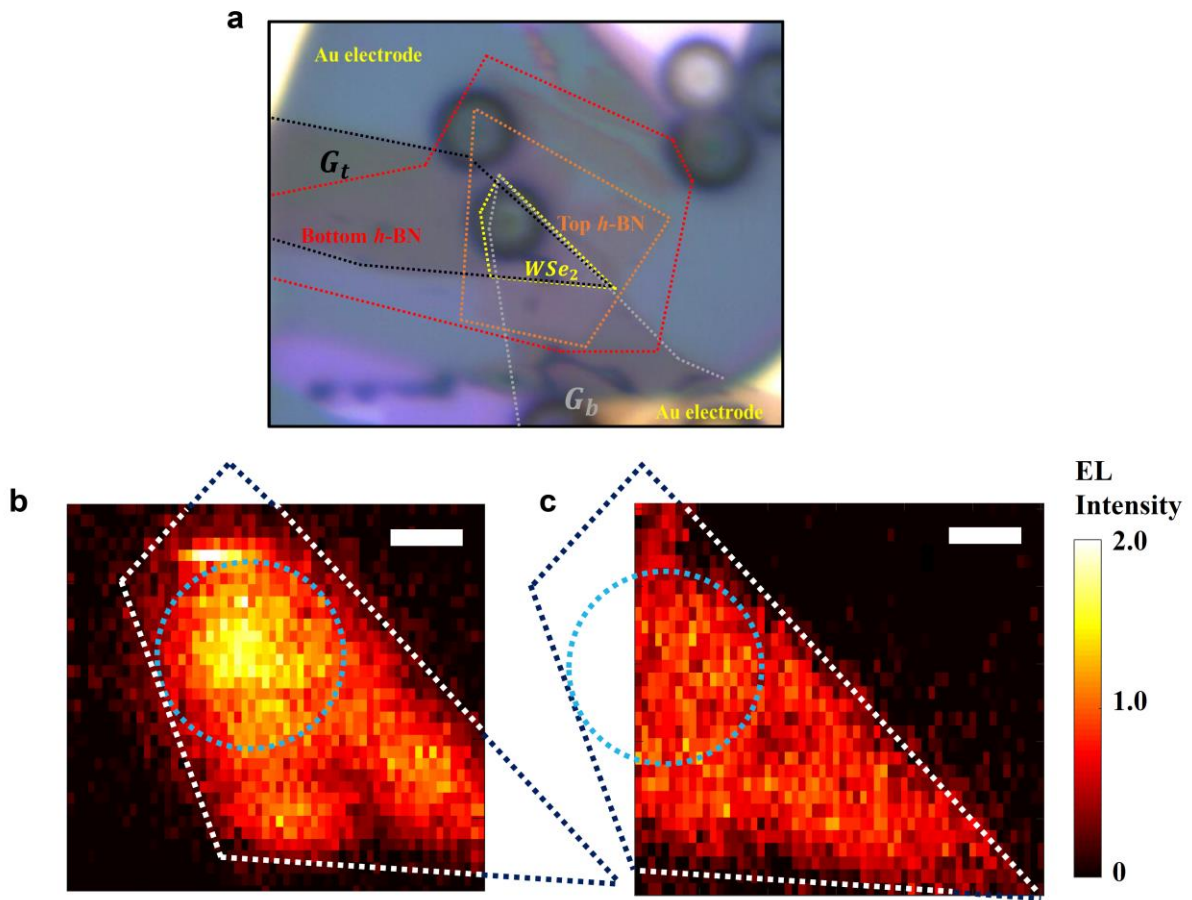 a
Au electrode
G_t
Bottom h-BN
Top h-BN
WSe_2
G_b
Au electrode
b
c
EL
Intensity
2.0
1.0
0